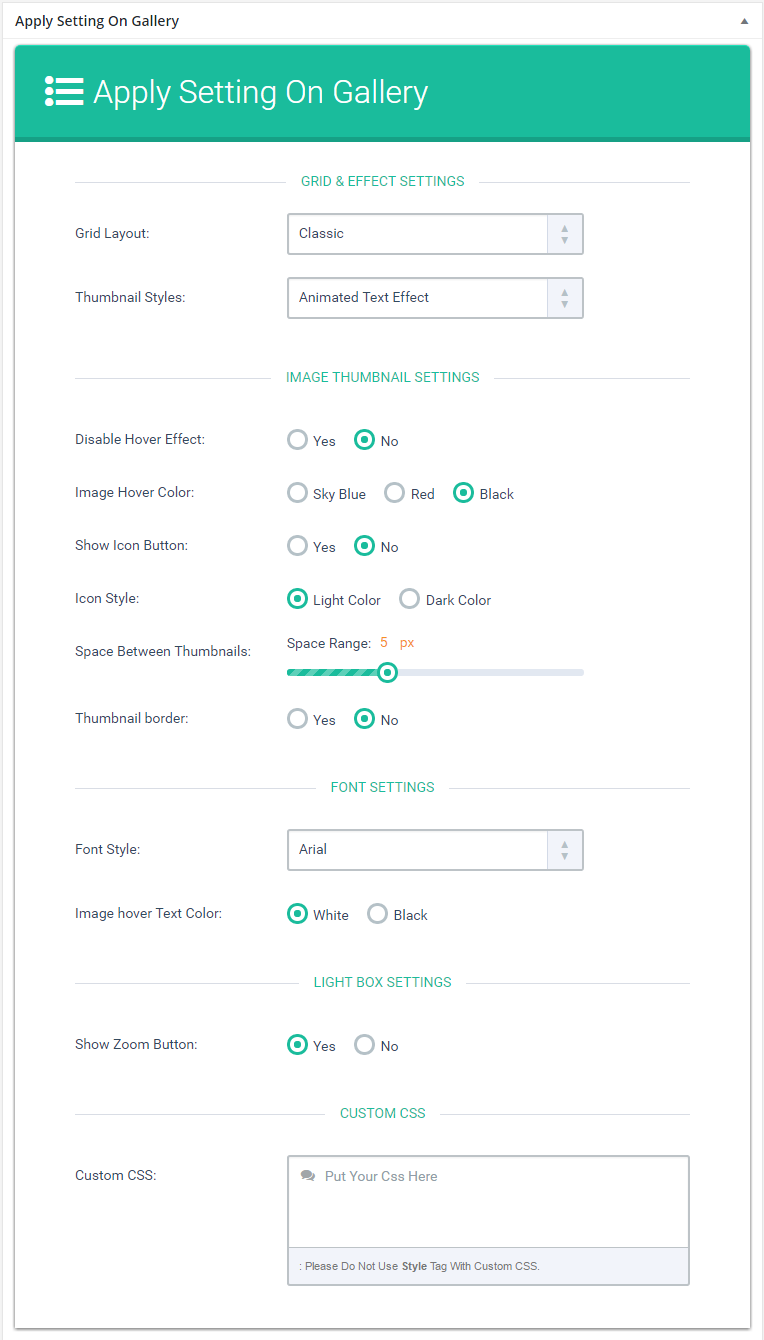 Apply Setting On Gallery
Apply Setting On Gallery
GRID & EFFECT SETTINGS
Grid Layout: Classic
Thumbnail Styles: Animated Text Effect
IMAGE THUMBNAIL SETTINGS
Disable Hover Effect: Yes No
Image Hover Color: Sky Blue Red Black
Show Icon Button: Yes No
Icon Style: Light Color Dark Color
Space Between Thumbnails: Space Range: 5 px
Thumbnail border: Yes No
FONT SETTINGS
Font Style: Arial
Image hover Text Color: White Black
LIGHT BOX SETTINGS
Show Zoom Button: Yes No
CUSTOM CSS
Custom CSS: Put Your Css Here
: Please Do Not Use Style Tag With Custom CSS.